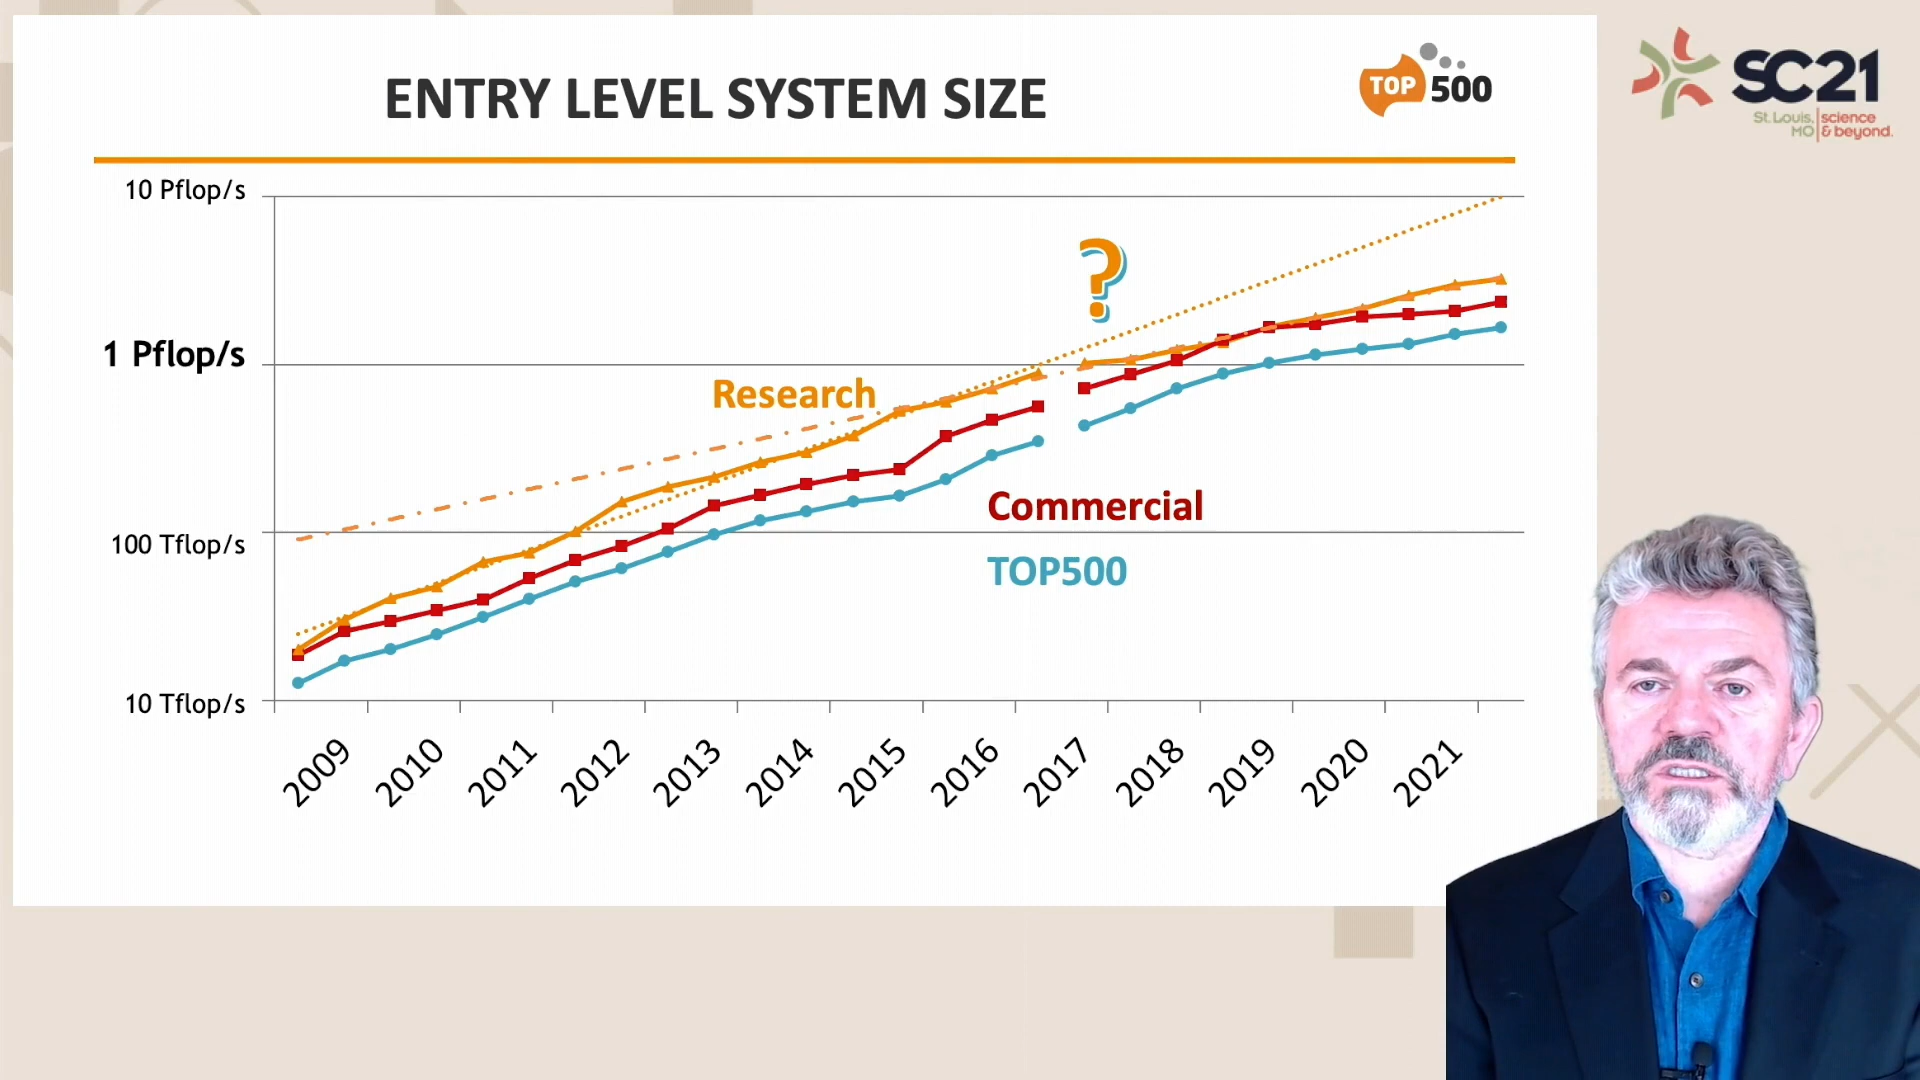 ENTRY LEVEL SYSTEM SIZE
TOP 500
SC21
St. Louis, science
MO & beyond.
10 Pflop/s
?
1 Pflop/s
Research
Commercial
100 Tflop/s
TOP500
10 Tflop/s
2009 2010 2011 2012 2013 2014 2015 2016 2017 2018 2019 2020 2021